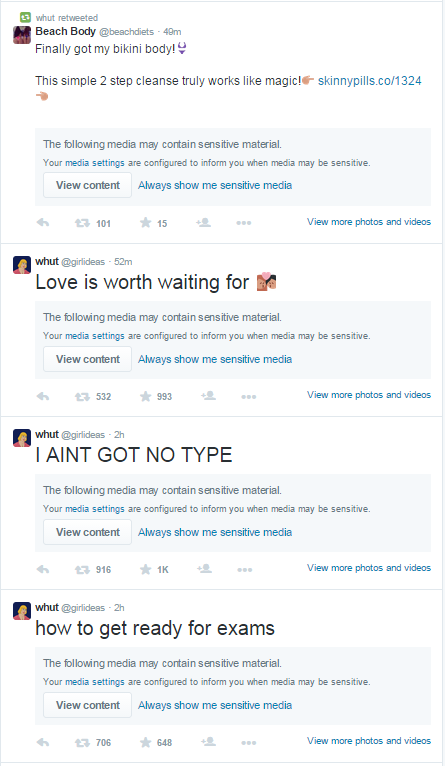 whut retweeted
Beach Body @beachdiets · 49m
Finally got my bikini body!
This simple 2 step cleanse truly works like magic! skinnypills.co/1324
The following media may contain sensitive material.
Your media settings are configured to inform you when media may be sensitive.
View content Always show me sensitive media
101 15 View more photos and videos
whut @girlideas · 52m
Love is worth waiting for
The following media may contain sensitive material.
Your media settings are configured to inform you when media may be sensitive.
View content Always show me sensitive media
532 993 View more photos and videos
whut @girlideas · 2h
I AINT GOT NO TYPE
The following media may contain sensitive material.
Your media settings are configured to inform you when media may be sensitive.
View content Always show me sensitive media
916 1K View more photos and videos
whut @girlideas · 2h
how to get ready for exams
The following media may contain sensitive material.
Your media settings are configured to inform you when media may be sensitive.
View content Always show me sensitive media
706 648 View more photos and videos